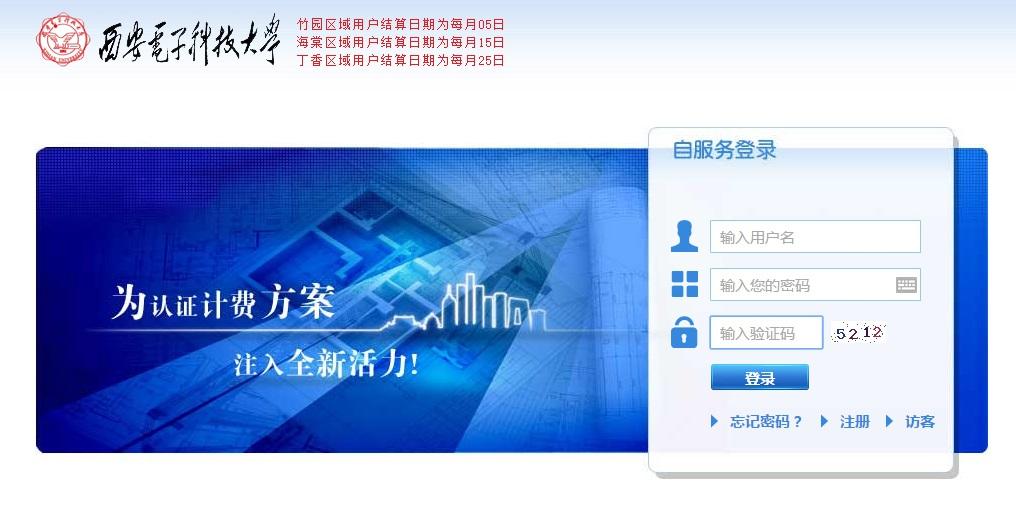 西安電子科技大学
竹园区域用户结算日期为每月05日
海棠区域用户结算日期为每月15日
丁香区域用户结算日期为每月25日
自服务登录
为认证计费方案
注入全新活力!
输入用户名
输入您的密码
输入验证码 5212
登录
忘记密码？ 注册 访客